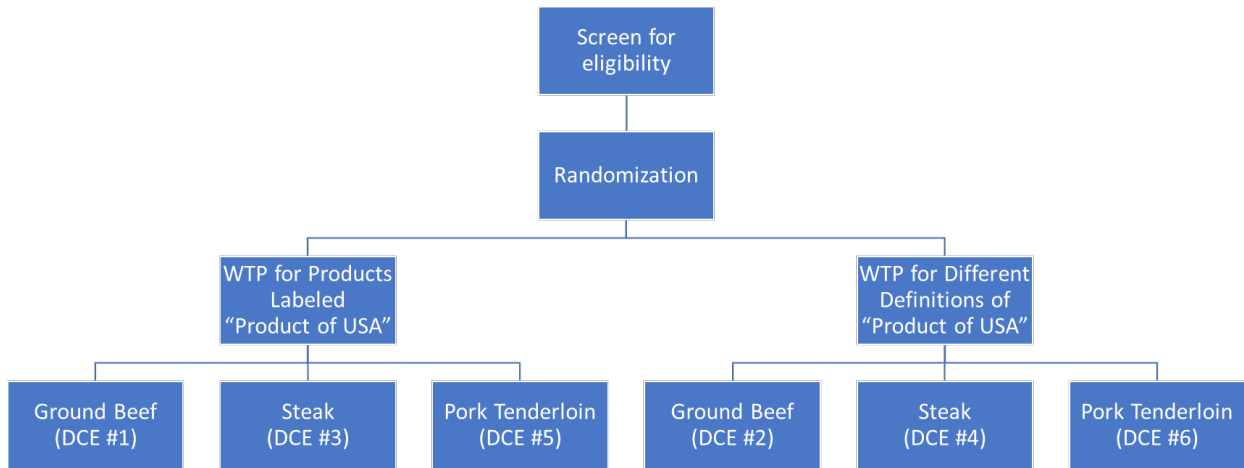 Screen for
eligibility
Randomization
WTP for Products
Labeled
“Product of USA”
WTP for Different
Definitions of
“Product of USA”
Ground Beef
(DCE #1)
Steak
(DCE #3)
Pork Tenderloin
(DCE #5)
Ground Beef
(DCE #2)
Steak
(DCE #4)
Pork Tenderloin
(DCE #6)